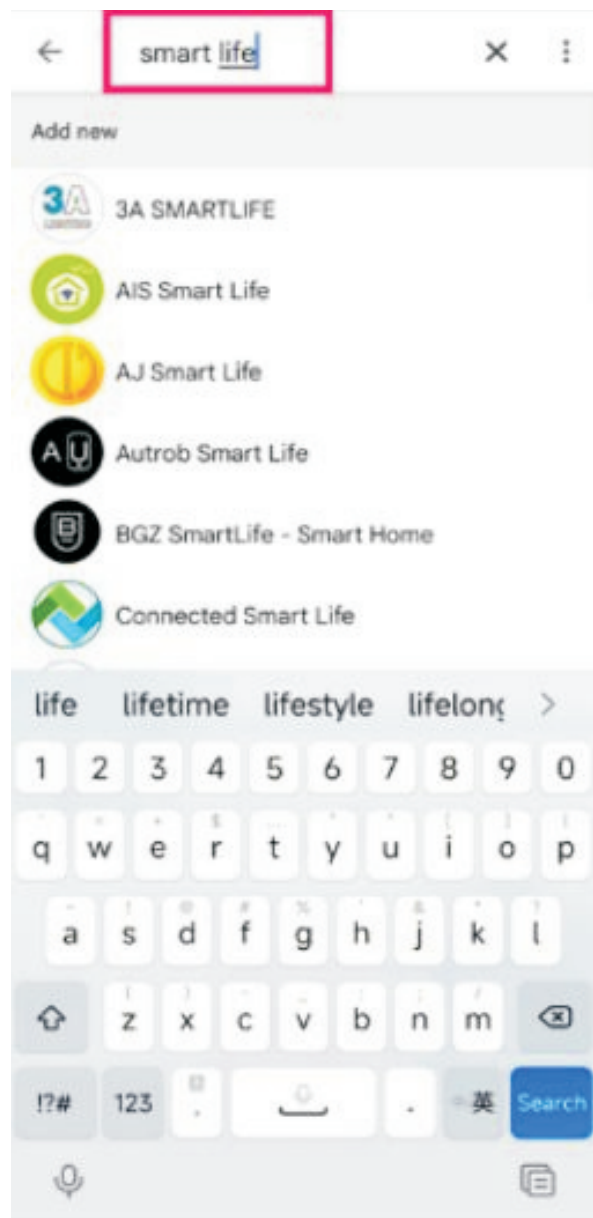 smart life
Add new
3A
3A SMARTLIFE
AIS Smart Life
AJ Smart Life
AU
Autrob Smart Life
B
BGZ SmartLife - Smart Home
Connected Smart Life
life lifetime lifestyle lifelong
1 2 3 4 5 6 7 8 9 0
q w e r t y u i o p
a s d f g h j k l
z x c v b n m
!?# 123 . 英 Search